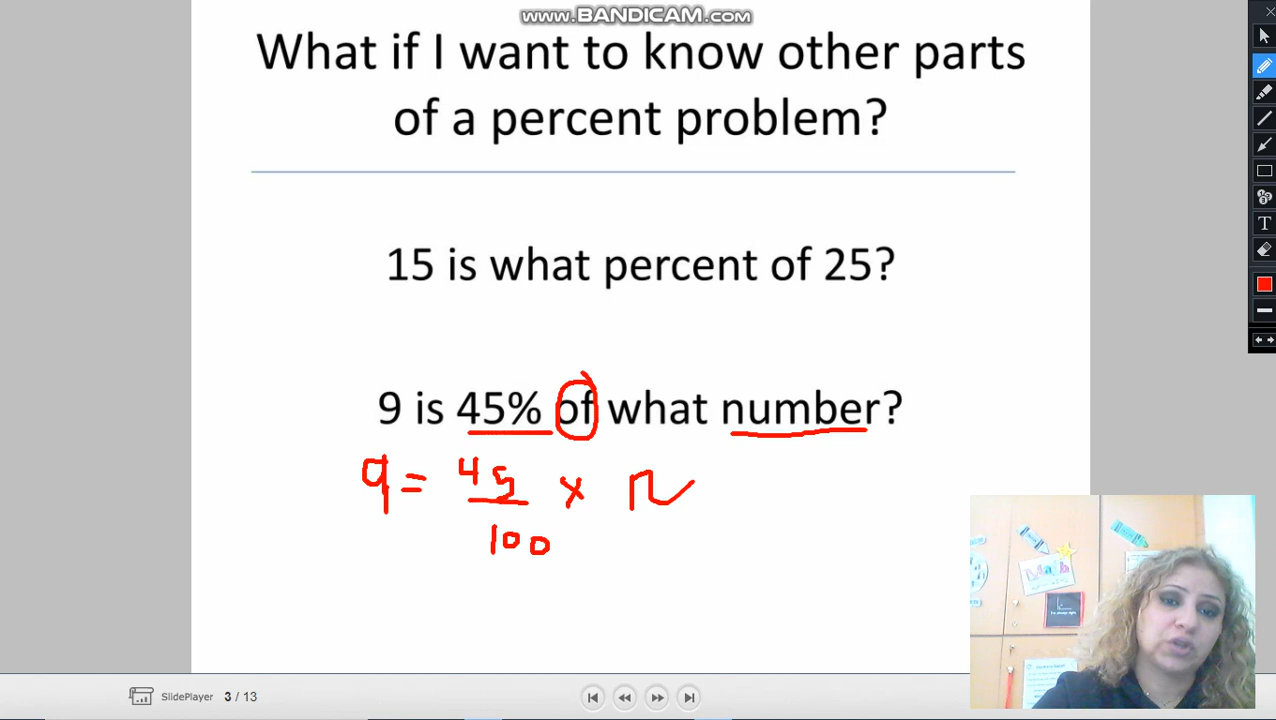 www.BANDICAM.com
What if I want to know other parts
of a percent problem?
15 is what percent of 25?
9 is 45% of what number?
9 = 45/100 x n
SlidePlayer 3 / 13